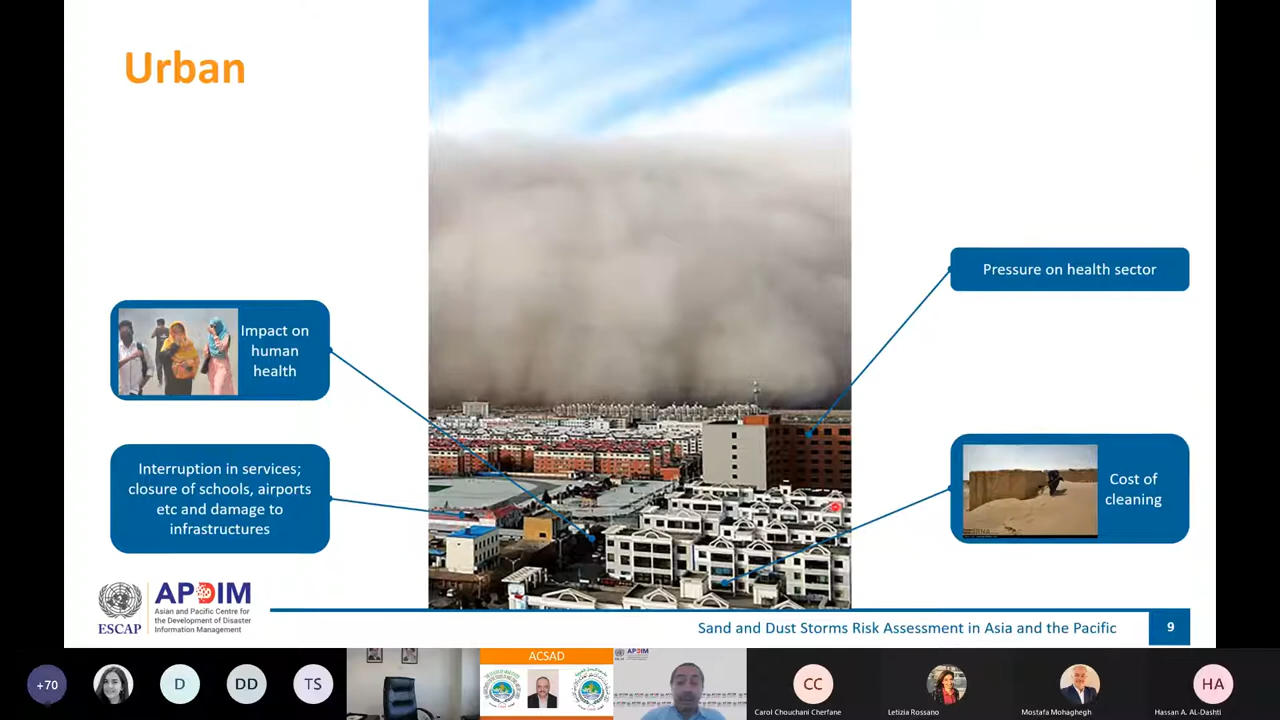 Urban
Pressure on health sector
Impact on
human
health
Interruption in services;
closure of schools, airports
etc and damage to
infrastructures
Cost of
cleaning
ESCAP
APDIM
Asian and Pacific Centre for
the Development of Disaster
Information Management
Sand and Dust Storms Risk Assessment in Asia and the Pacific
9
+70
D
DD
TS
ACSAD
APDIM
CC
Carol Chouchani Cherfane
Letizia Rossano
Mostafa Mohaghegh
HA
Hassan A. AL-Dashti